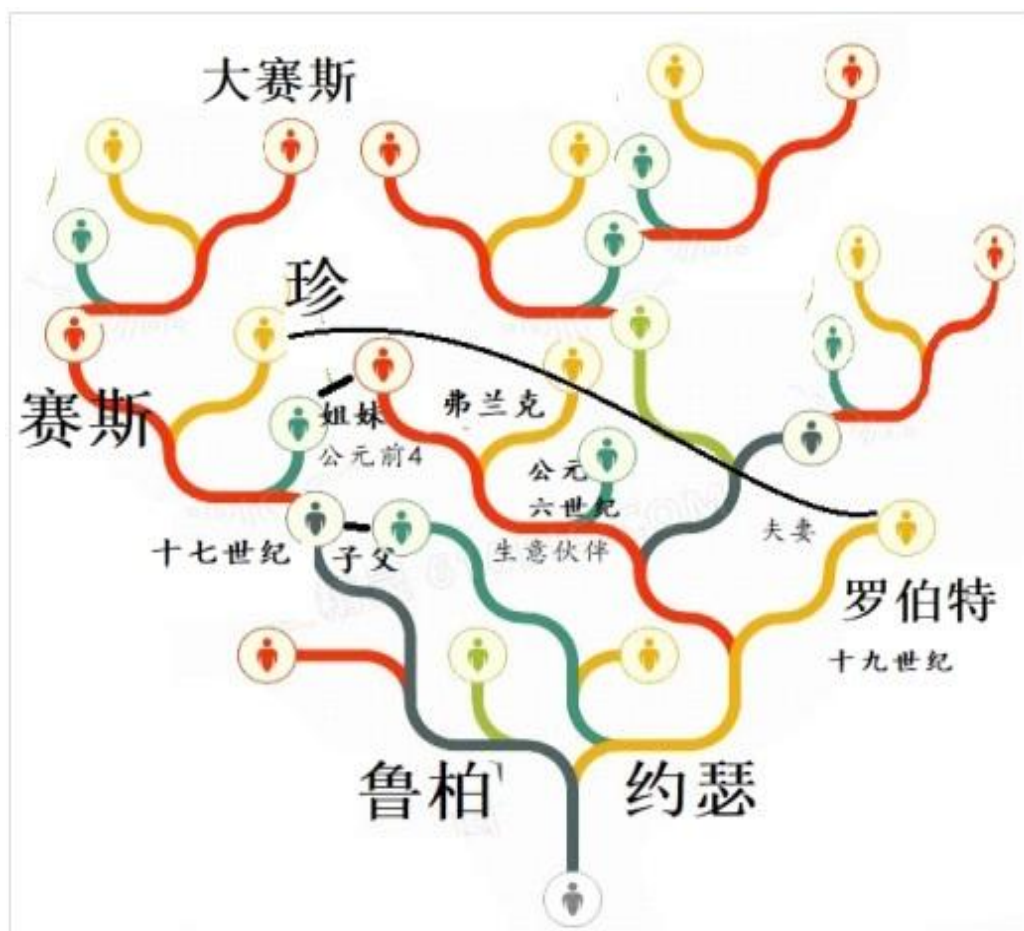 大赛斯
珍
赛斯
姐妹
弗兰克
公元前4
公元
六世纪
十七世纪
子父
生意伙伴
夫妻
罗伯特
十九世纪
鲁柏
约瑟